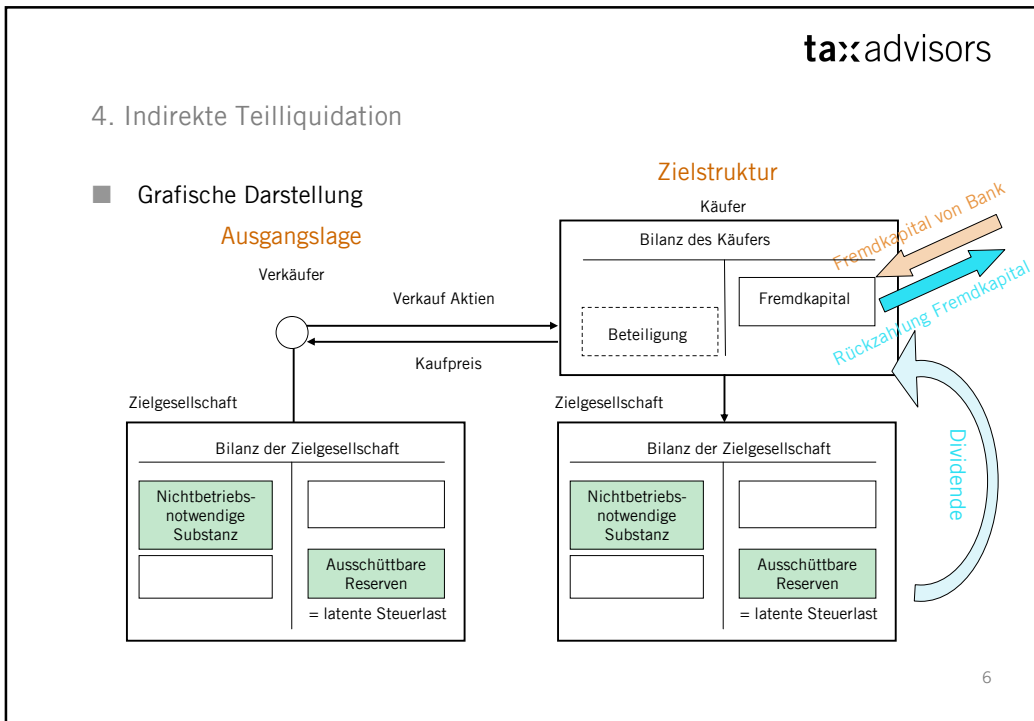 taxadvisors
4. Indirekte Teilliquidation
Grafische Darstellung
Ausgangslage
Verkäufer
Verkauf Aktien
Kaufpreis
Zielgesellschaft
Bilanz der Zielgesellschaft
Nichtbetriebs-
notwendige
Substanz
Ausschüttbare
Reserven
= latente Steuerlast
Zielstruktur
Käufer
Bilanz des Käufers
Beteiligung
Fremdkapital
Fremdkapital von Bank
Rückzahlung Fremdkapital
Zielgesellschaft
Bilanz der Zielgesellschaft
Nichtbetriebs-
notwendige
Substanz
Ausschüttbare
Reserven
= latente Steuerlast
Dividende
6